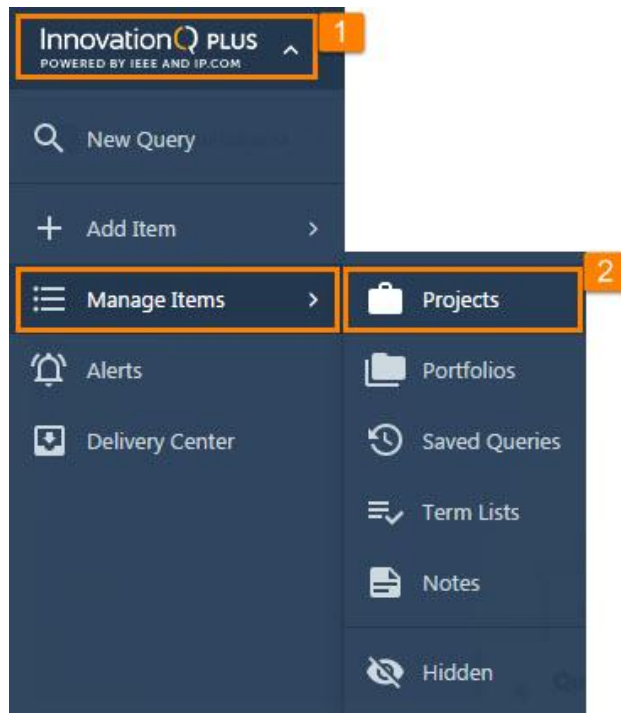 InnovationQ PLUS
POWERED BY IEEE AND IP.COM
1
New Query
Add Item
Manage Items
Alerts
Delivery Center
2
Projects
Portfolios
Saved Queries
Term Lists
Notes
Hidden